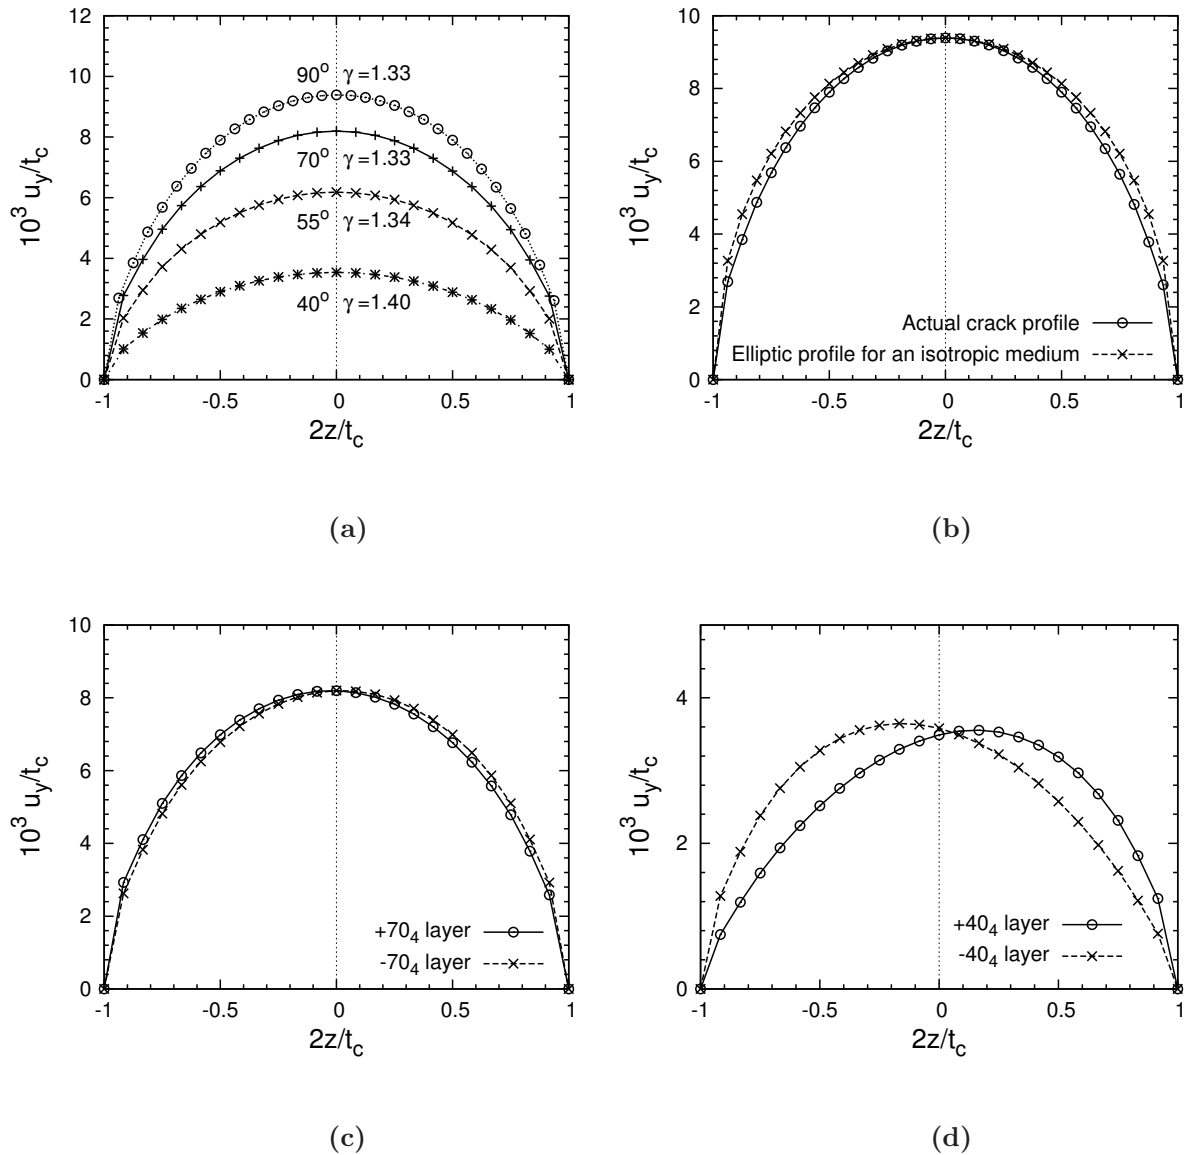 12
10
8
6
4
2
0
-1
-0.5
0
0.5
1
10³ u_y/t_c
2z/t_c
90° γ=1.33
70° γ=1.33
55° γ=1.34
40° γ=1.40
(a)
10
8
6
4
2
0
-1
-0.5
0
0.5
1
10³ u_y/t_c
2z/t_c
Actual crack profile
Elliptic profile for an isotropic medium
(b)
10
8
6
4
2
0
-1
-0.5
0
0.5
1
10³ u_y/t_c
2z/t_c
+70₄ layer
-70₄ layer
(c)
4
2
0
-1
-0.5
0
0.5
1
10³ u_y/t_c
2z/t_c
+40₄ layer
-40₄ layer
(d)